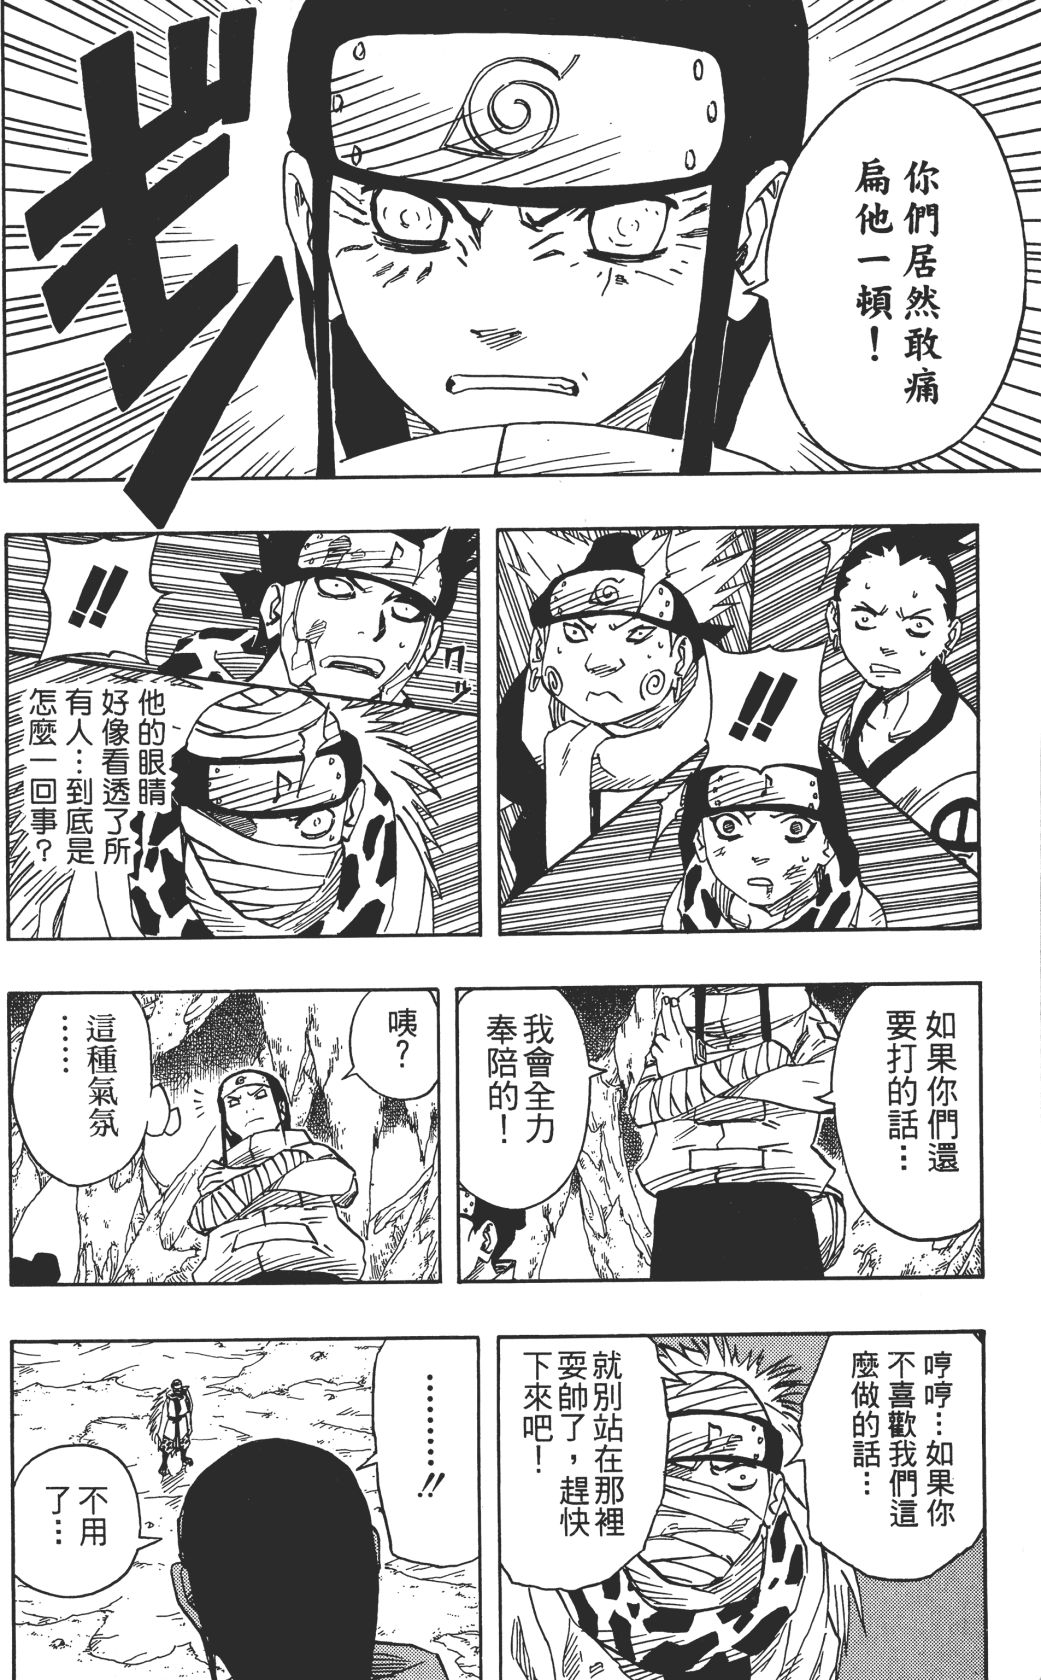 你們居然敢痛
扁他一頓！
ギン
！！
！！
他的眼睛
好像看透了所
有人…到底是
怎麼一回事？
如果你們還
要打的話…
我會全力
奉陪的！
咦？
這種氣氛
……
哼哼…如果你
不喜歡我們這
麼做的話…
就別站在那裡
耍帥了，趕快
下來吧！
……！！
不用
了…